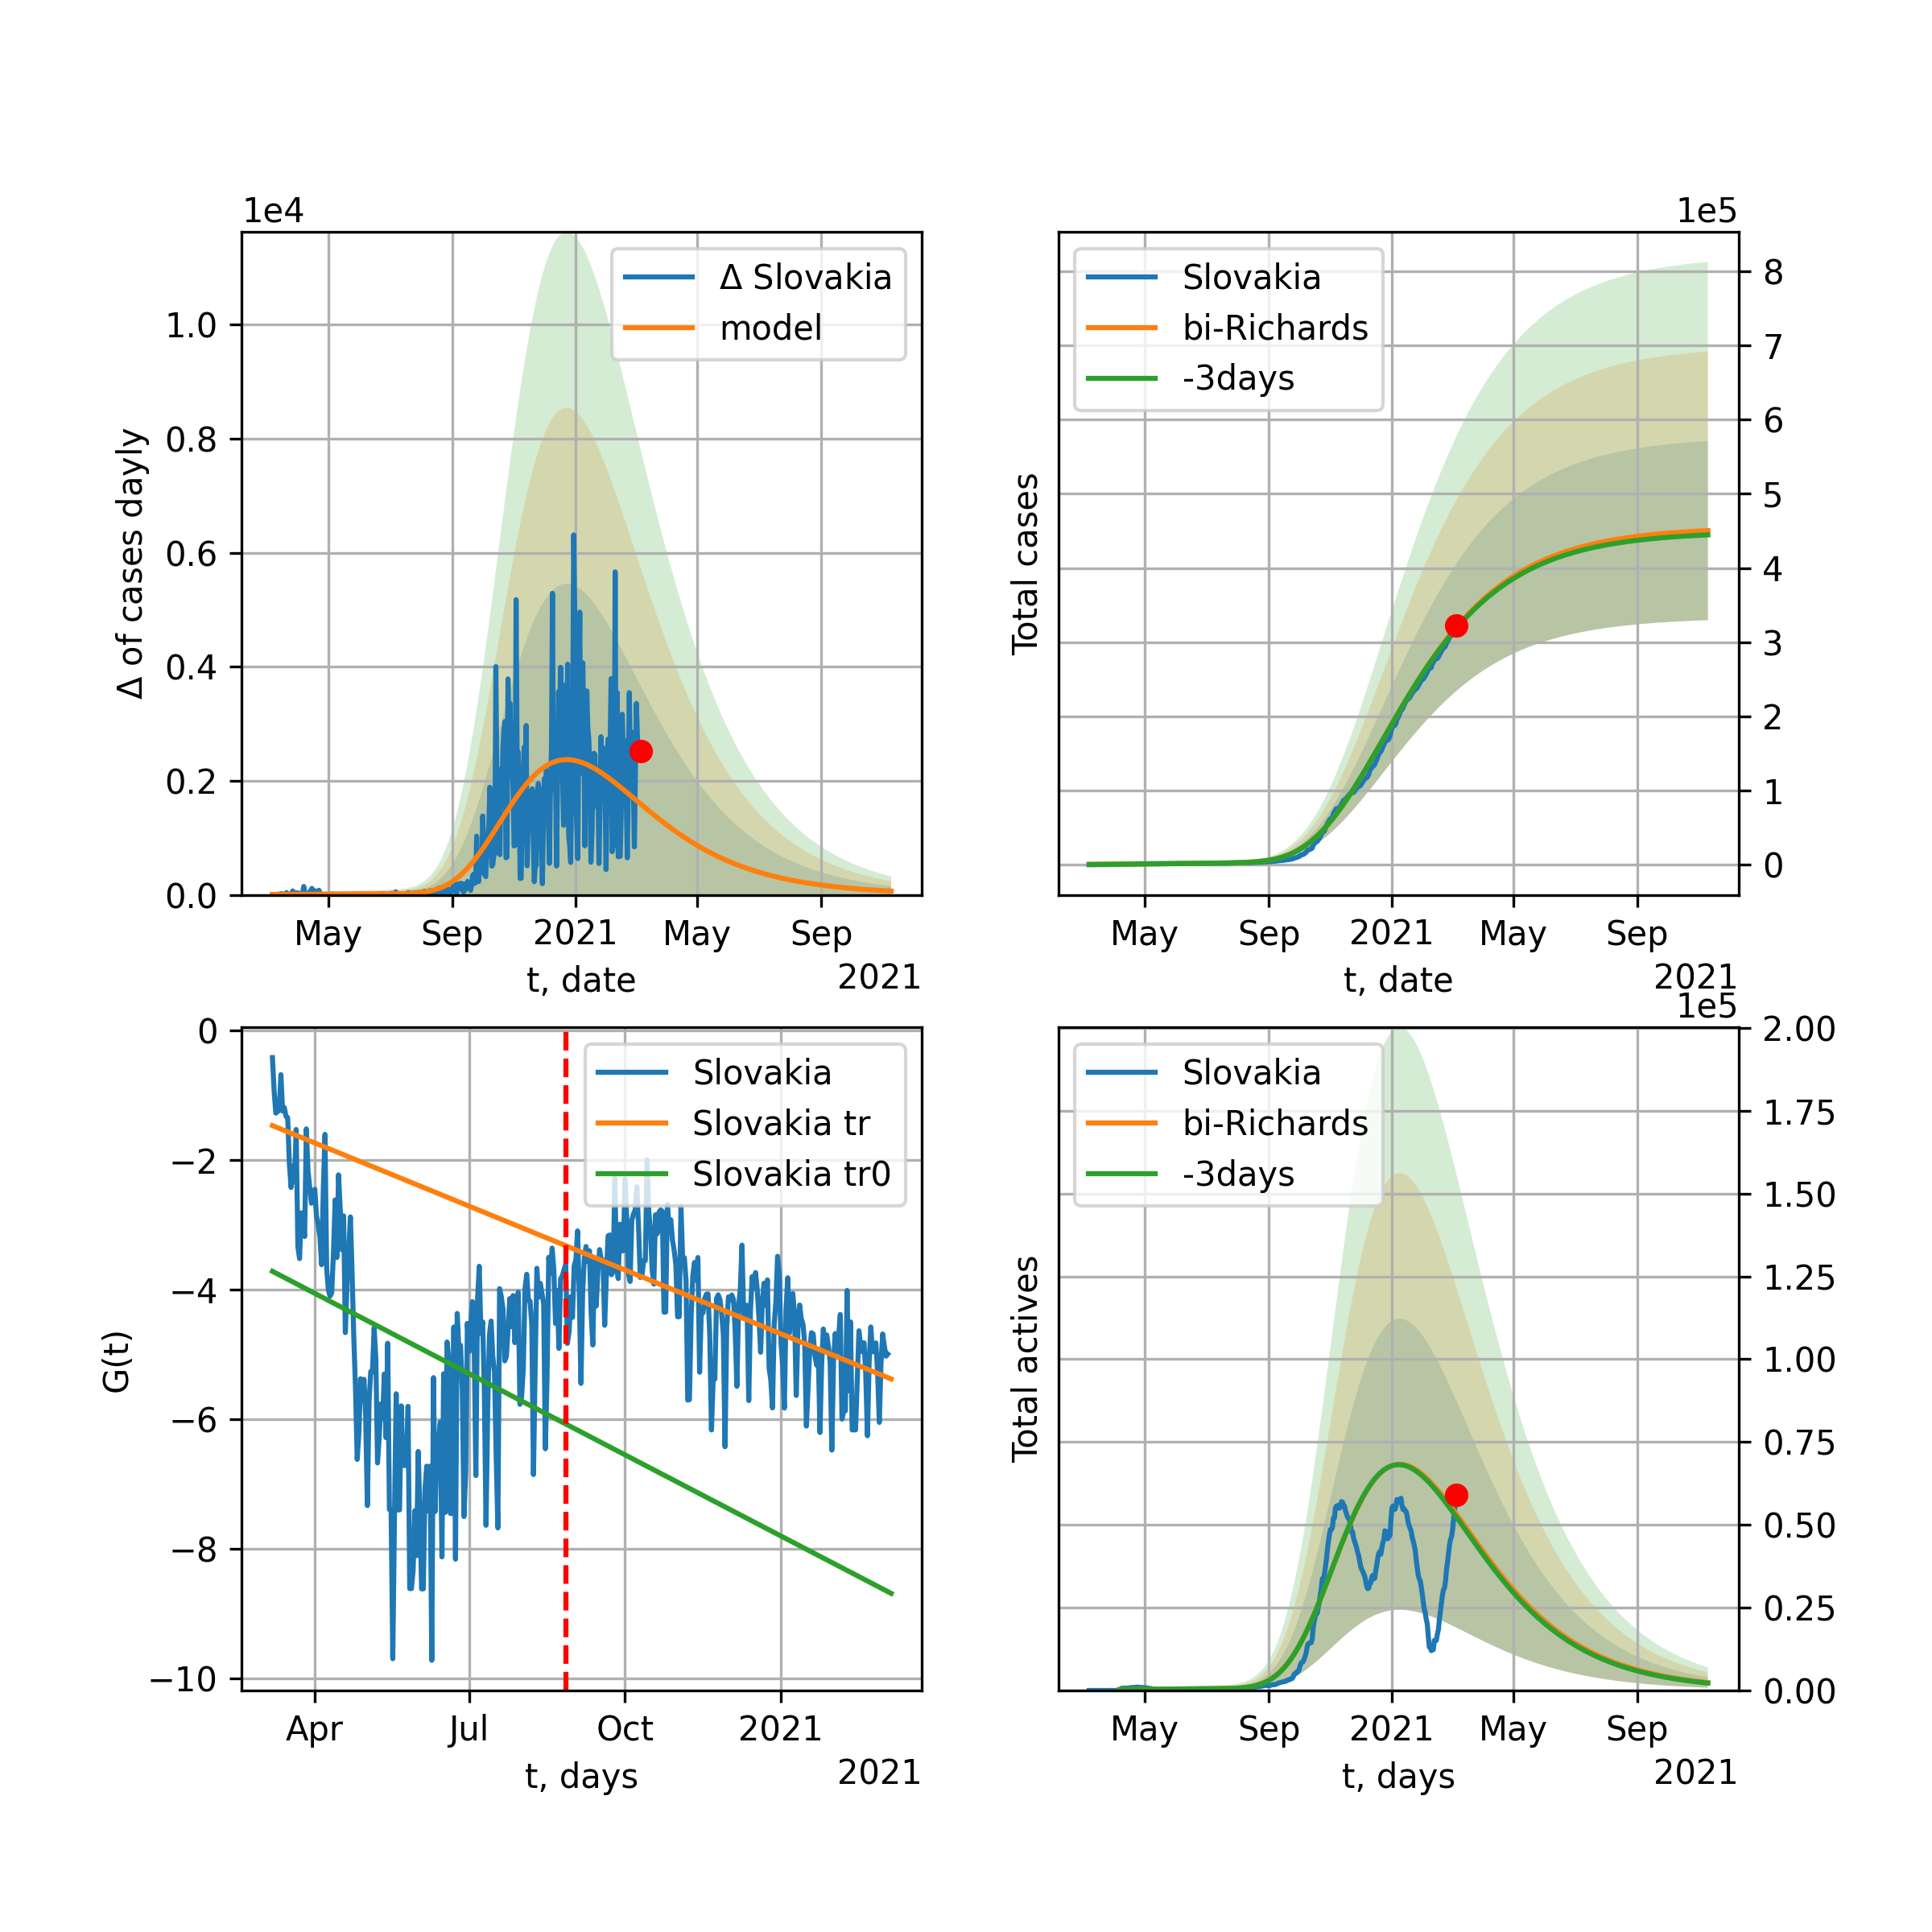 1e4
Δ of cases dayly
1.0
0.8
0.6
0.4
0.2
0.0
Δ Slovakia
model
May Sep 2021 May Sep
t, date
2021
1e5
Total cases
Slovakia
bi-Richards
-3days
8
7
6
5
4
3
2
1
0
May Sep 2021 May Sep
t, date
2021
G(t)
0
−2
−4
−6
−8
−10
Slovakia
Slovakia tr
Slovakia tr0
Apr Jul Oct 2021
t, days
2021
1e5
Total actives
Slovakia
bi-Richards
-3days
2.00
1.75
1.50
1.25
1.00
0.75
0.50
0.25
0.00
May Sep 2021 May Sep
t, days
2021